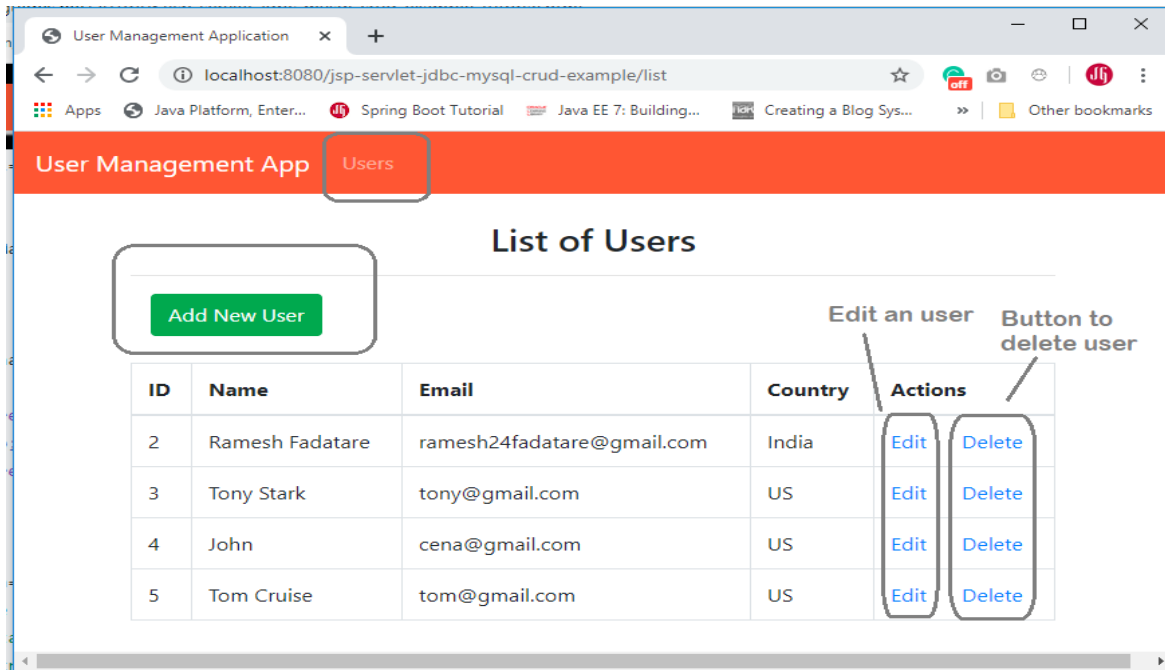 User Management Application
localhost:8080/jsp-servlet-jdbc-mysql-crud-example/list
off
Apps Java Platform, Enter... Spring Boot Tutorial Java EE 7: Building... Creating a Blog Sys... » Other bookmarks
User Management App Users
List of Users
Add New User
Edit an user
Button to
delete user
ID Name Email Country Actions
2 Ramesh Fadatare ramesh24fadatare@gmail.com India Edit Delete
3 Tony Stark tony@gmail.com US Edit Delete
4 John cena@gmail.com US Edit Delete
5 Tom Cruise tom@gmail.com US Edit Delete